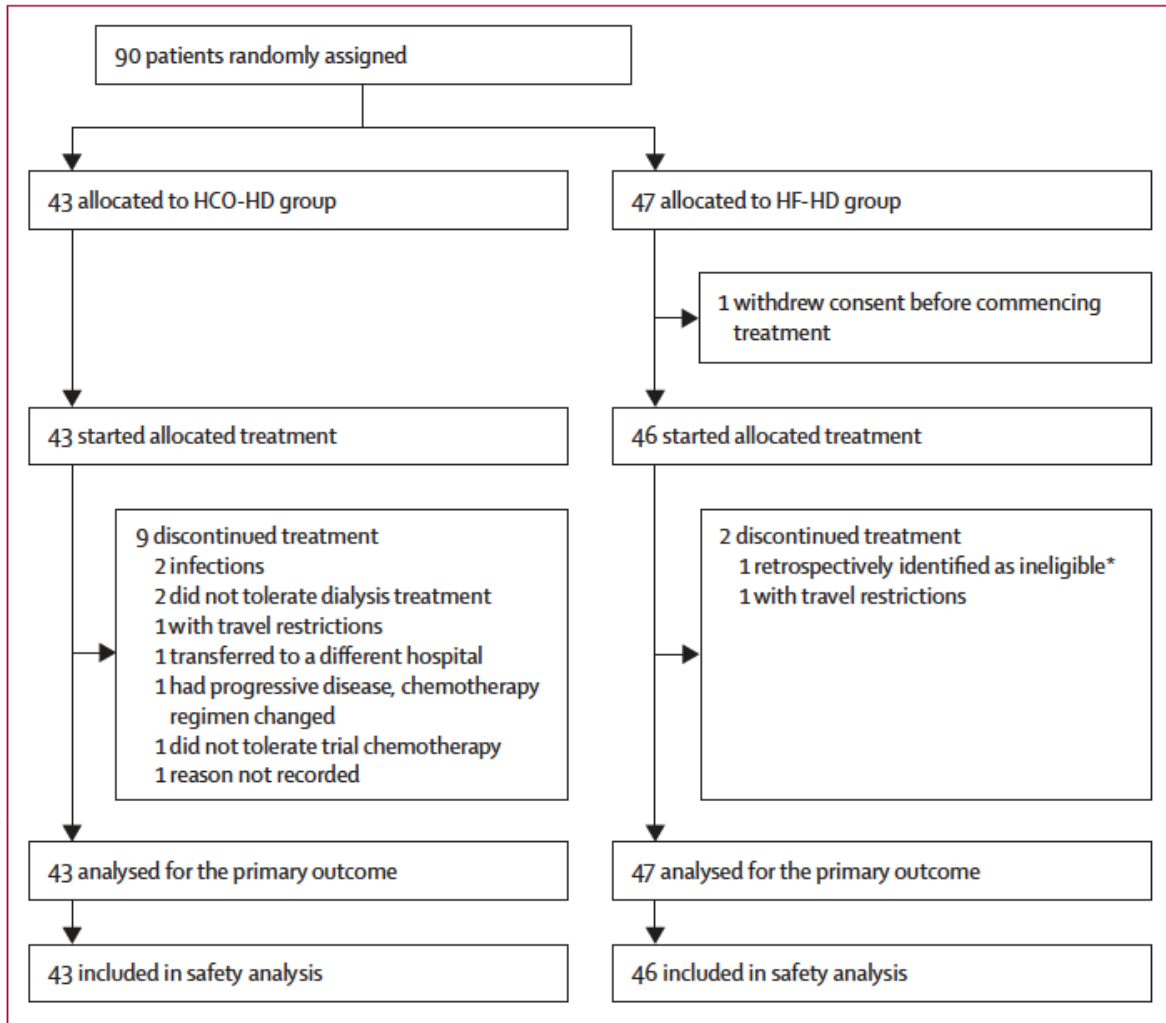 90 patients randomly assigned
43 allocated to HCO-HD group
47 allocated to HF-HD group
1 withdrew consent before commencing
treatment
43 started allocated treatment
46 started allocated treatment
9 discontinued treatment
2 infections
2 did not tolerate dialysis treatment
1 with travel restrictions
1 transferred to a different hospital
1 had progressive disease, chemotherapy
regimen changed
1 did not tolerate trial chemotherapy
1 reason not recorded
2 discontinued treatment
1 retrospectively identified as ineligible*
1 with travel restrictions
43 analysed for the primary outcome
47 analysed for the primary outcome
43 included in safety analysis
46 included in safety analysis